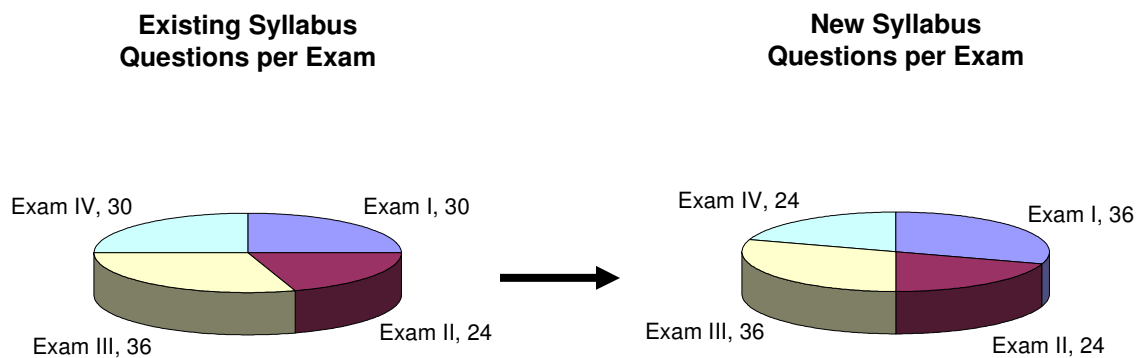 Existing Syllabus
Questions per Exam
Exam IV, 30
Exam I, 30
Exam III, 36
Exam II, 24
New Syllabus
Questions per Exam
Exam IV, 24
Exam I, 36
Exam III, 36
Exam II, 24